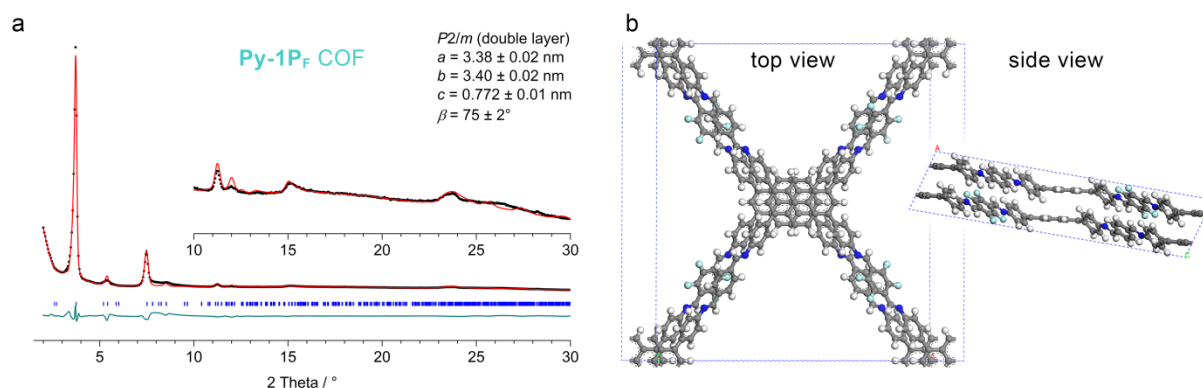 a
Py-1PF COF
P2/m (double layer)
a = 3.38 ± 0.02 nm
b = 3.40 ± 0.02 nm
c = 0.772 ± 0.01 nm
β = 75 ± 2°
10 15 20 25 30
5 10 15 20 25 30
2 Theta / °
b
top view
side view
A